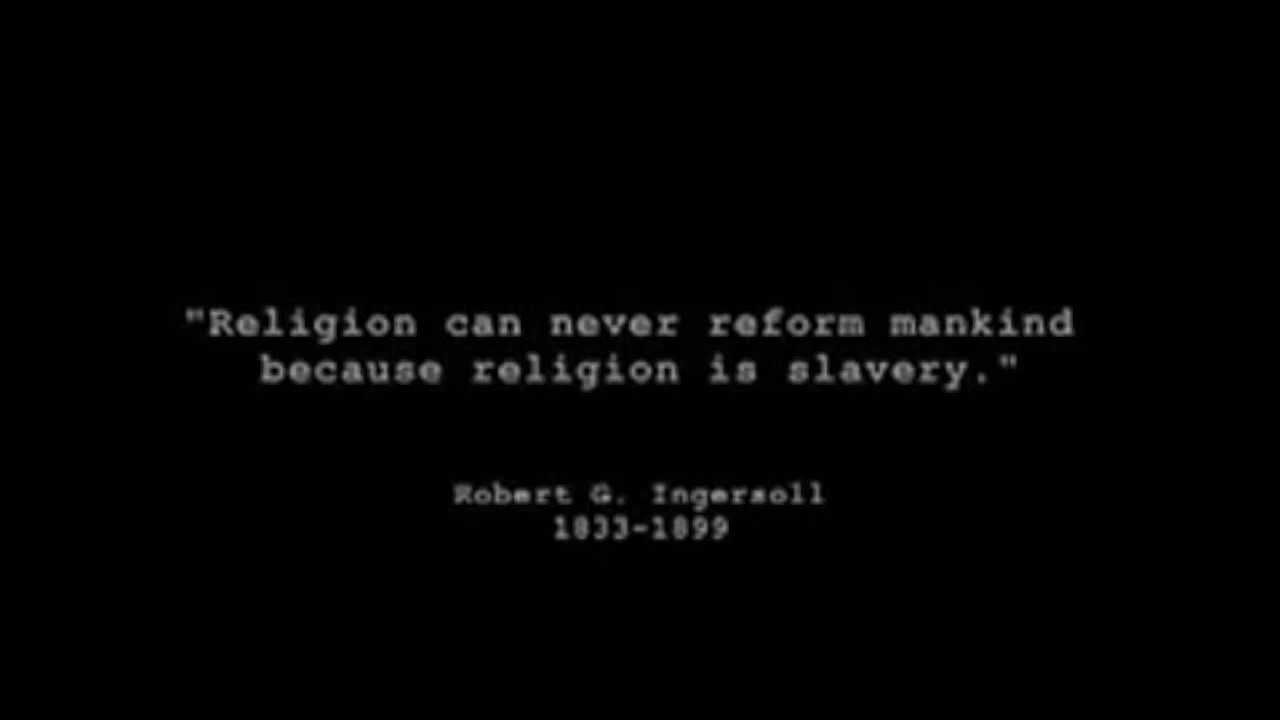 "Religion can never reform mankind
because religion is slavery."
Robert G. Ingersoll
1833-1899